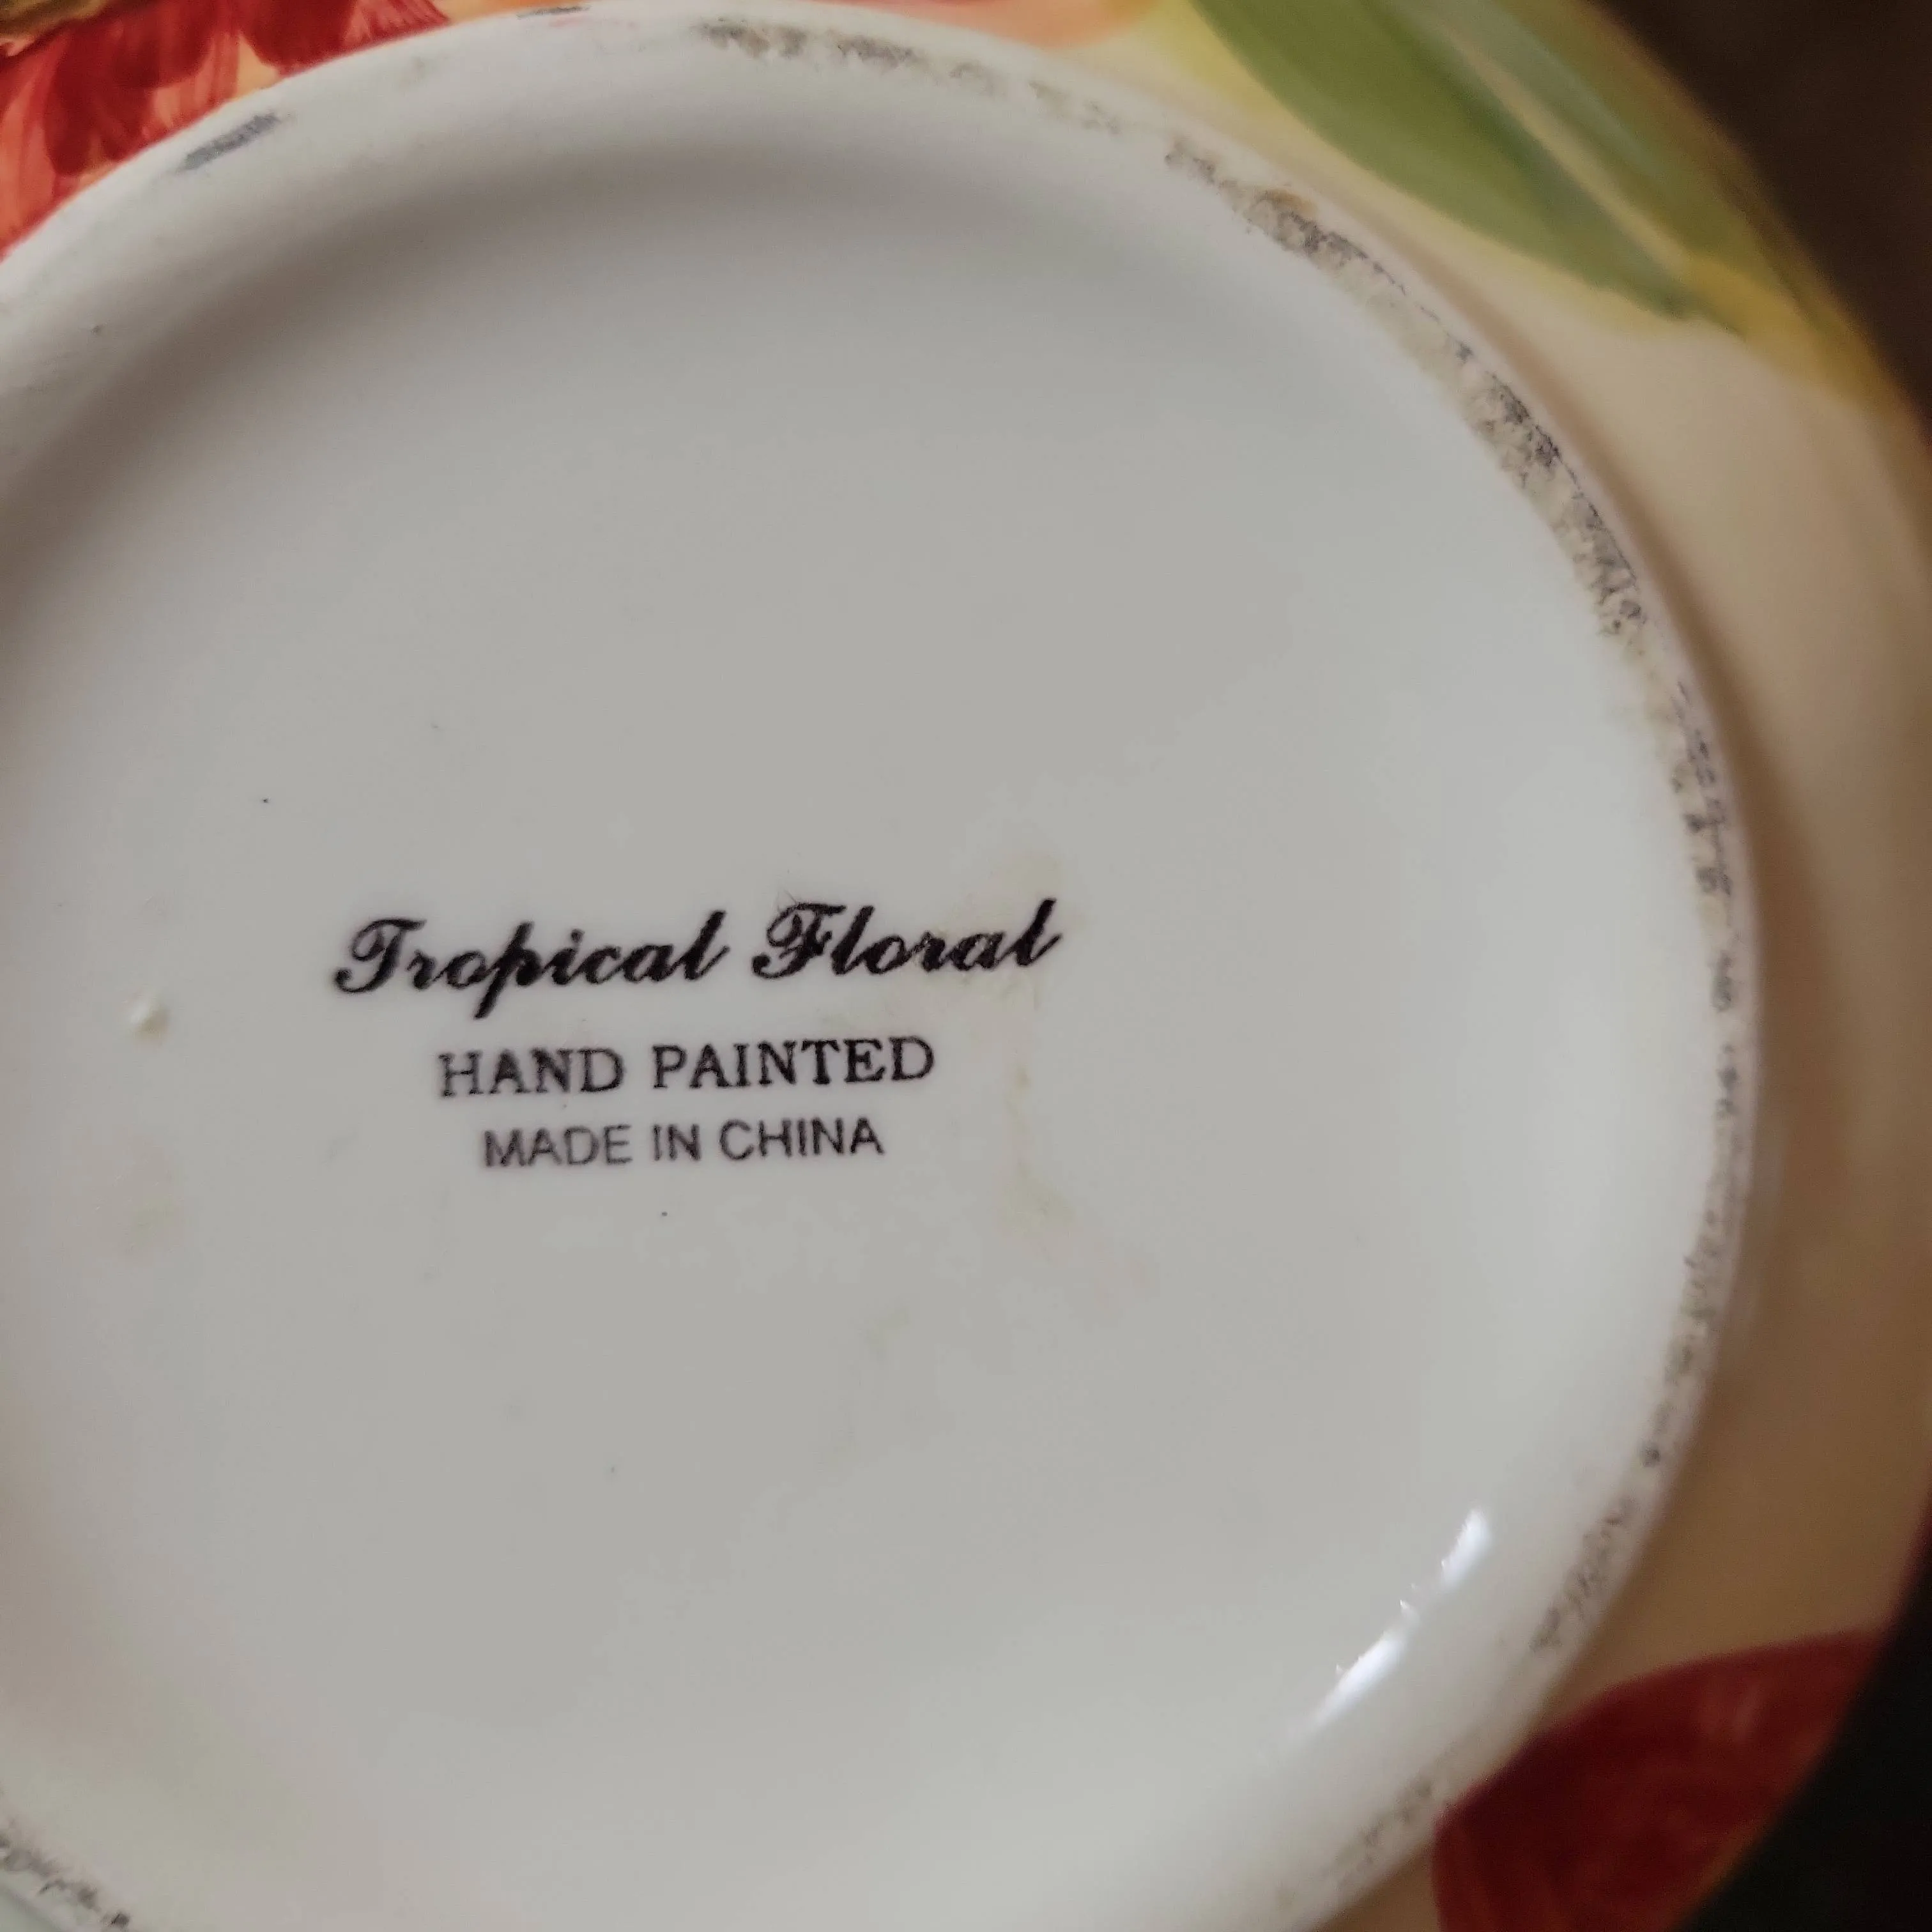 Tropical Floral
HAND PAINTED
MADE IN CHINA